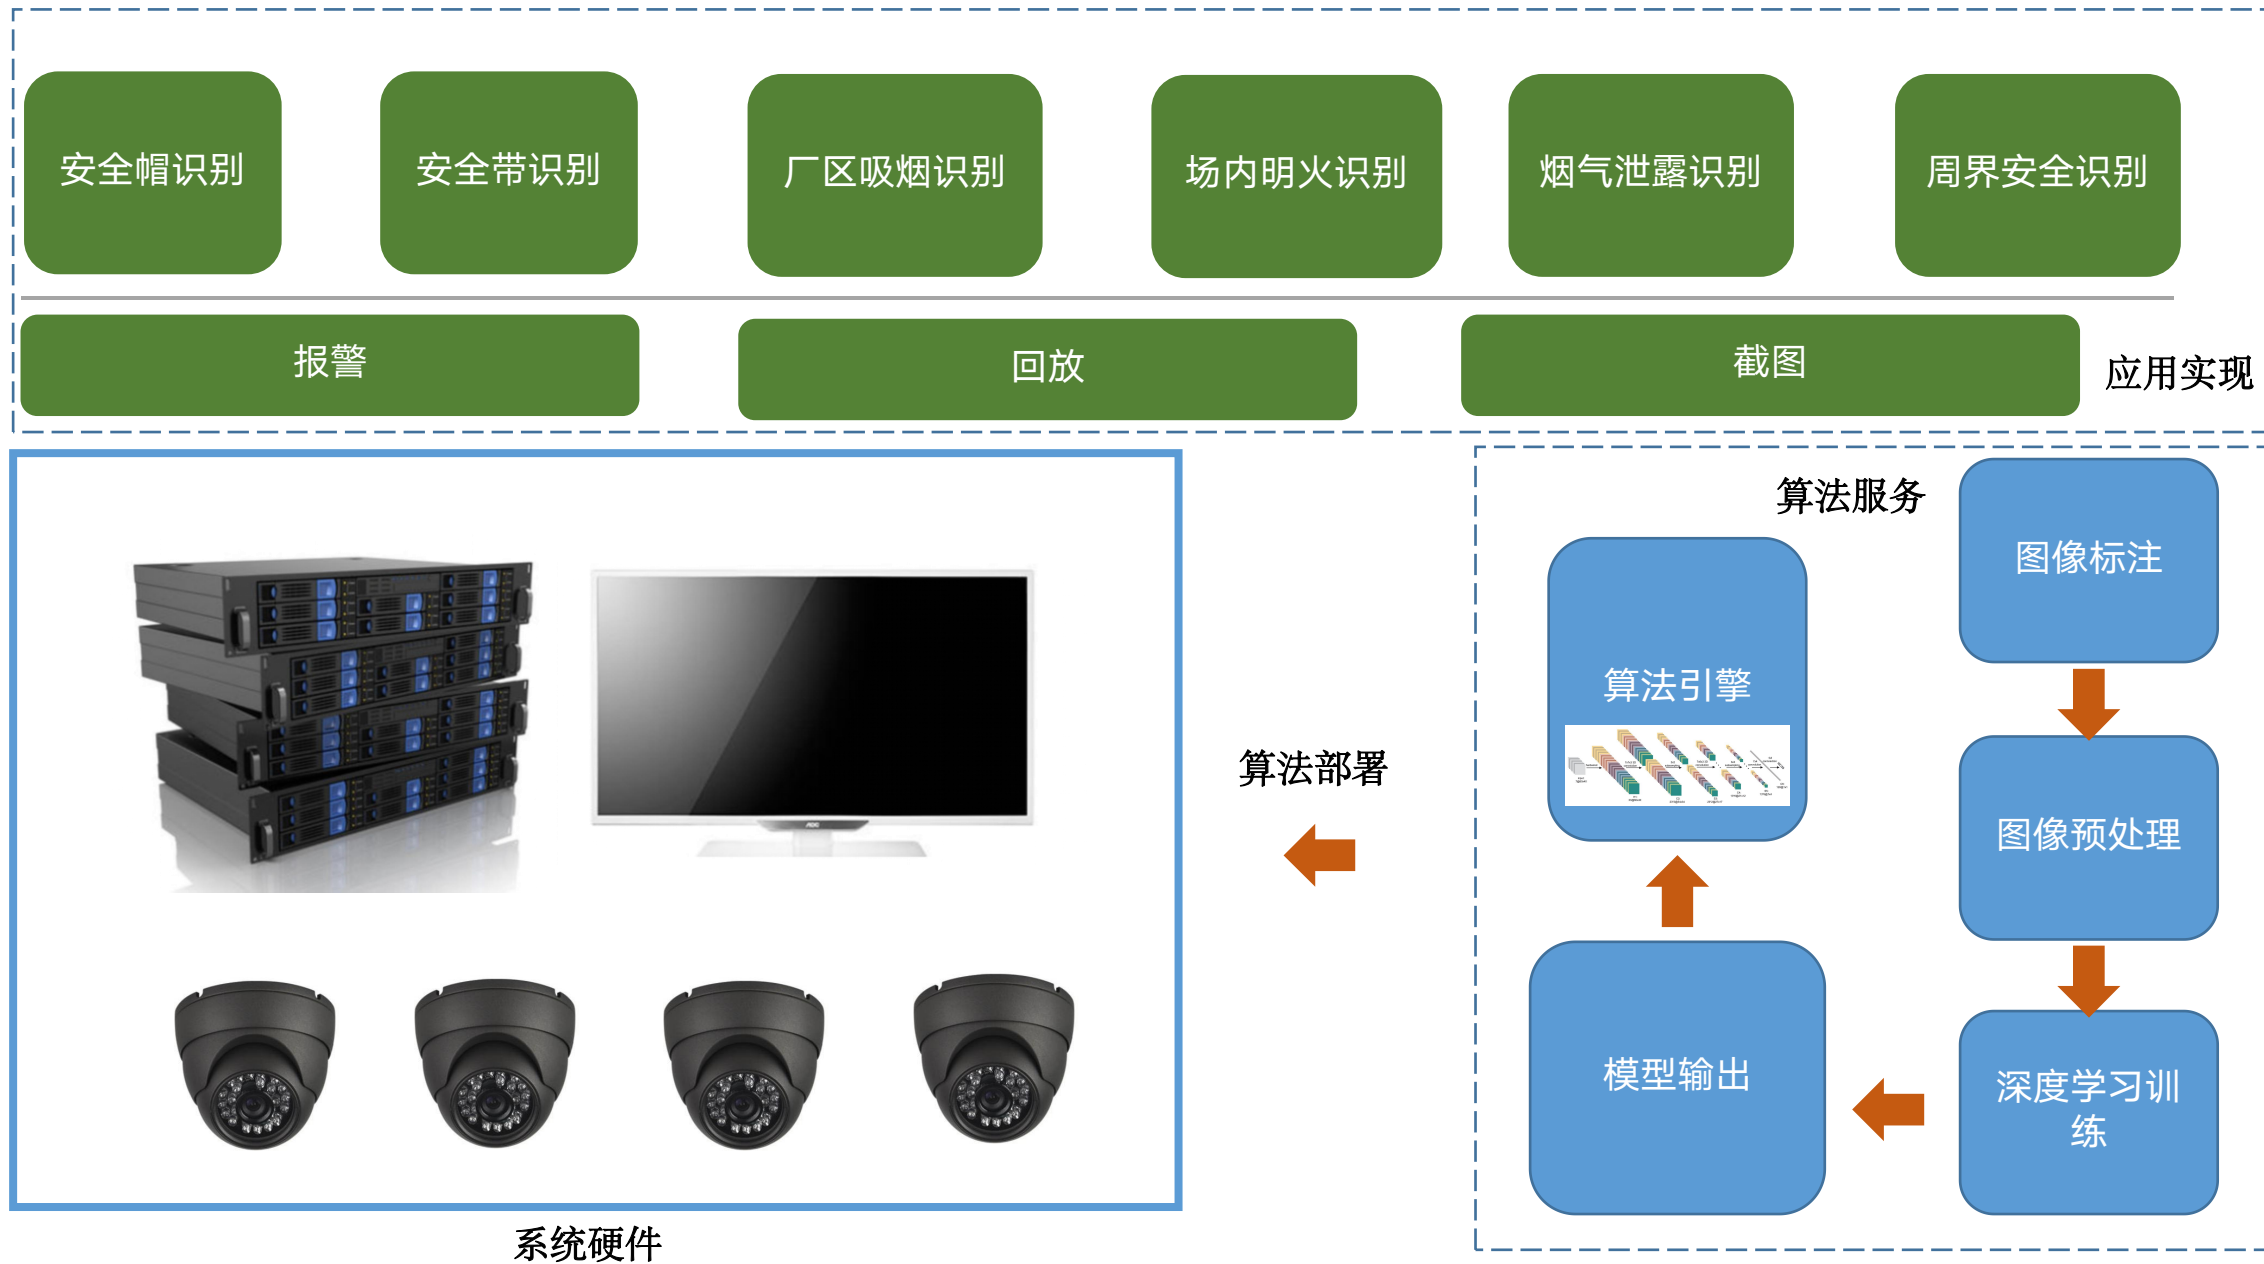 安全帽识别
安全带识别
厂区吸烟识别
场内明火识别
烟气泄露识别
周界安全识别
报警
回放
截图
应用实现
算法服务
图像标注
算法引擎
算法部署
图像预处理
模型输出
深度学习训
练
系统硬件